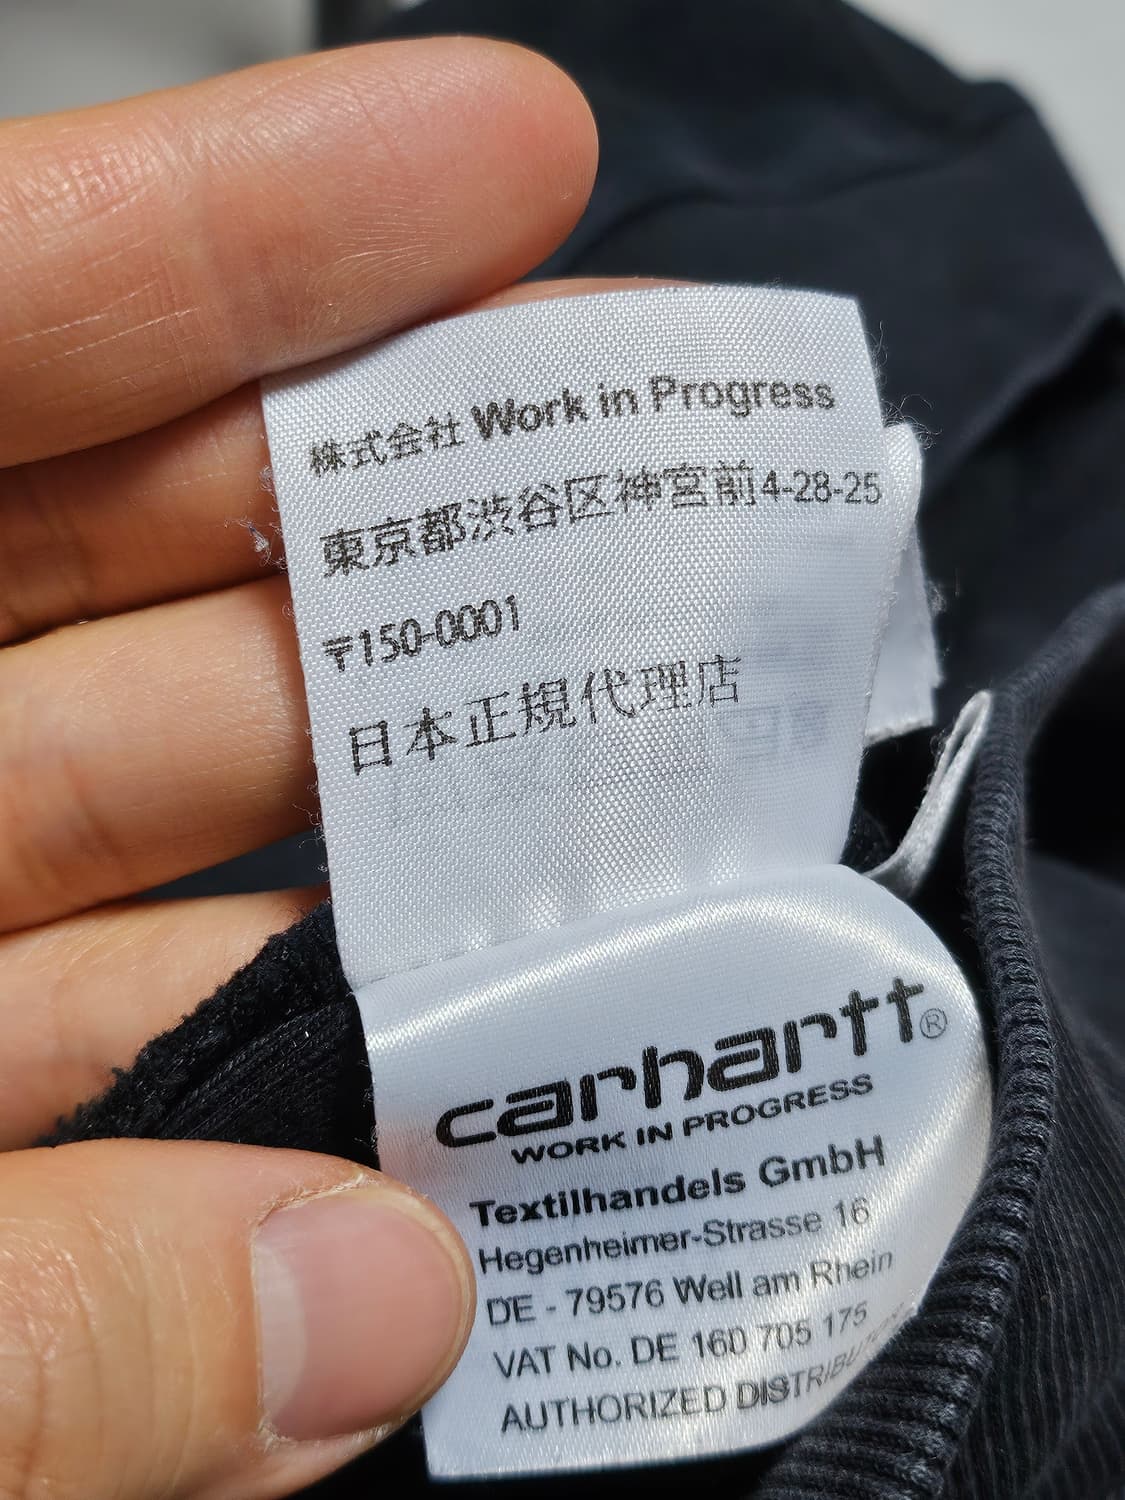 株式会社 Work in Progress
東京都渋谷区神宮前4-28-25
〒150-0001
日本正規代理店
carhartt®
WORK IN PROGRESS
Textilhandels GmbH
Hegenheimer-Strasse 16
DE - 79576 Weil am Rhein
VAT No. DE 160 705 175
AUTHORIZED